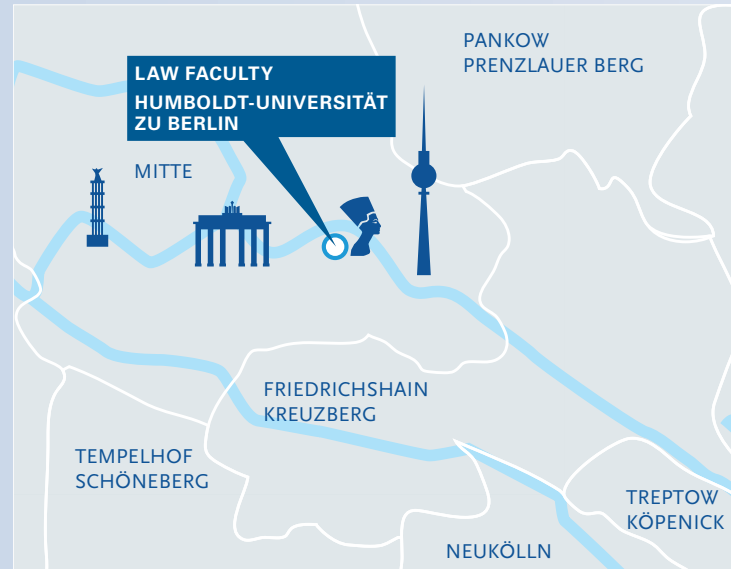 PANKOW
PRENZLAUER BERG
LAW FACULTY
HUMBOLDT-UNIVERSITÄT
ZU BERLIN
MITTE
FRIEDRICHSHAIN
KREUZBERG
TEMPELHOF
SCHÖNEBERG
TREPTOW
KÖPENICK
NEUKÖLLN